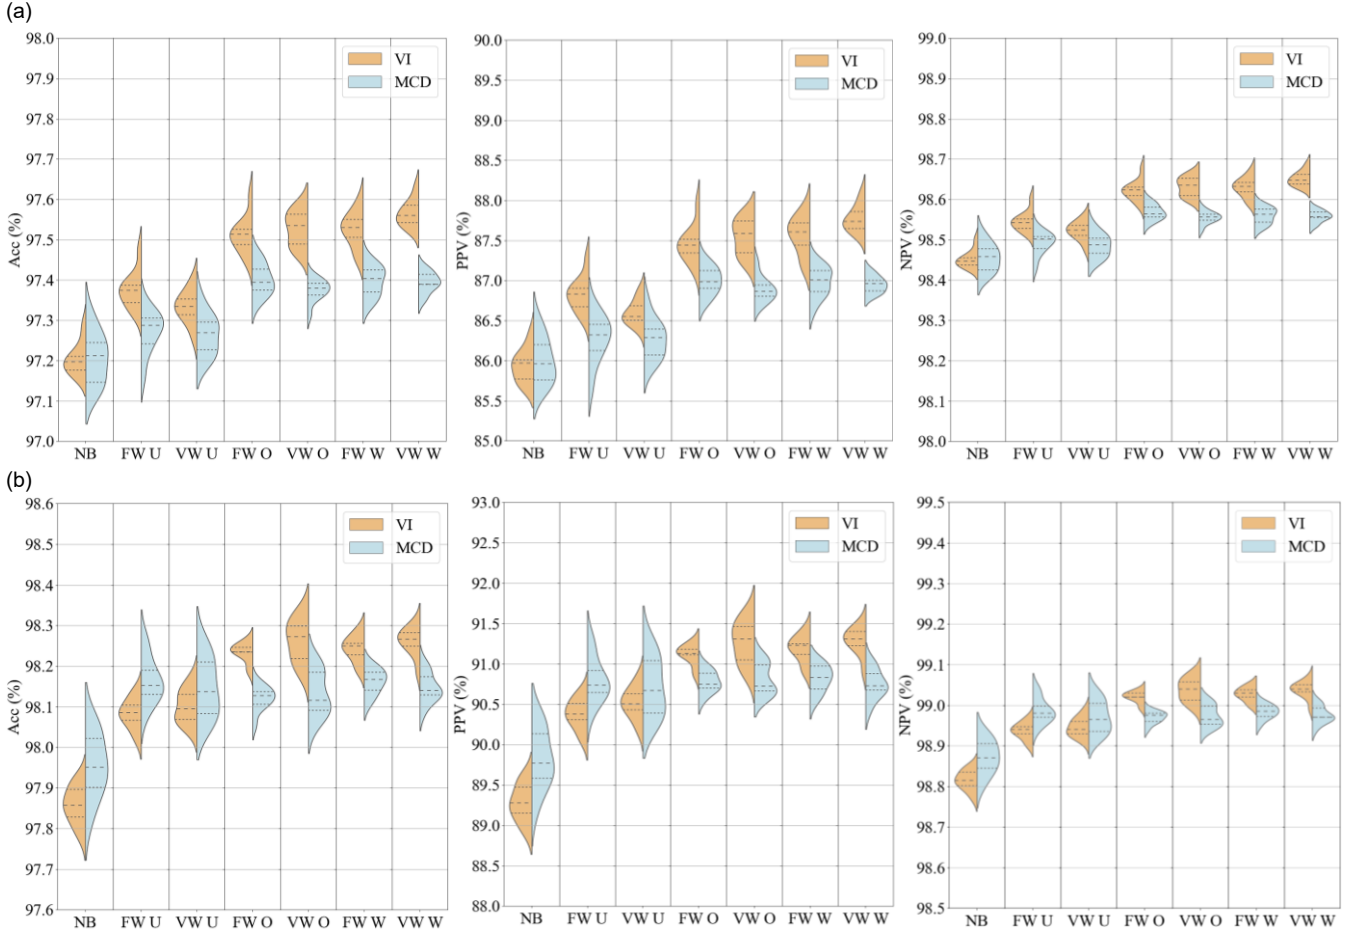 (a)
98.0
97.9
97.8
97.7
97.6
97.5
97.4
97.3
97.2
97.1
97.0
Acc (%)
VI
MCD
NB FW U VW U FW O VW O FW W VW W
90.0
89.5
89.0
88.5
88.0
87.5
87.0
86.5
86.0
85.5
85.0
PPV (%)
VI
MCD
NB FW U VW U FW O VW O FW W VW W
99.0
98.9
98.8
98.7
98.6
98.5
98.4
98.3
98.2
98.1
98.0
NPV (%)
VI
MCD
NB FW U VW U FW O VW O FW W VW W
(b)
98.6
98.5
98.4
98.3
98.2
98.1
98.0
97.9
97.8
97.7
97.6
Acc (%)
VI
MCD
NB FW U VW U FW O VW O FW W VW W
93.0
92.5
92.0
91.5
91.0
90.5
90.0
89.5
89.0
88.5
88.0
PPV (%)
VI
MCD
NB FW U VW U FW O VW O FW W VW W
99.5
99.4
99.3
99.2
99.1
99.0
98.9
98.8
98.7
98.6
98.5
NPV (%)
VI
MCD
NB FW U VW U FW O VW O FW W VW W